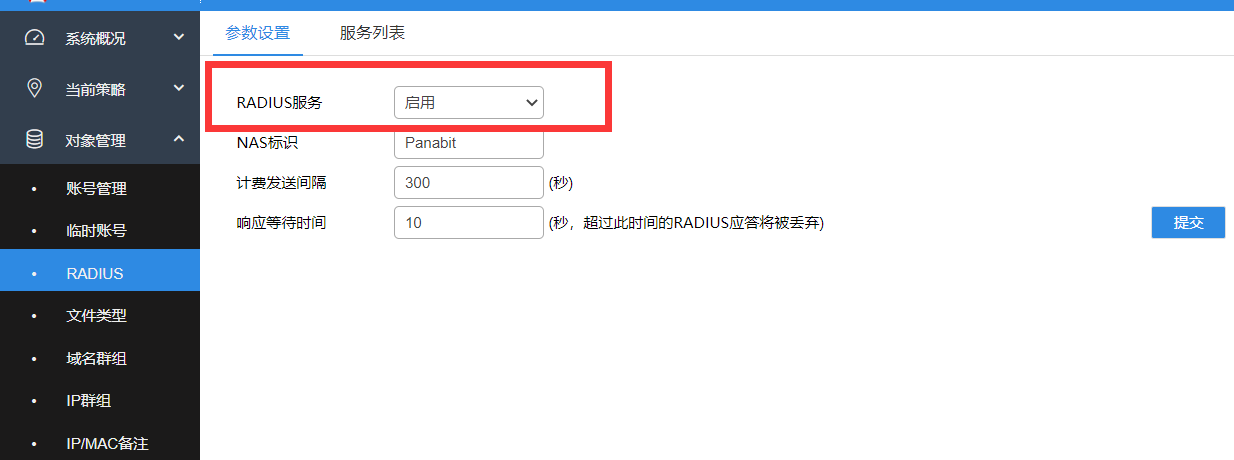 系统概况
当前策略
对象管理
账号管理
临时账号
RADIUS
文件类型
域名群组
IP群组
IP/MAC备注
参数设置 服务列表
RADIUS服务 启用
NAS标识 Panabit
计费发送间隔 300 (秒)
响应等待时间 10 (秒，超过此时间的RADIUS应答将被丢弃)
提交